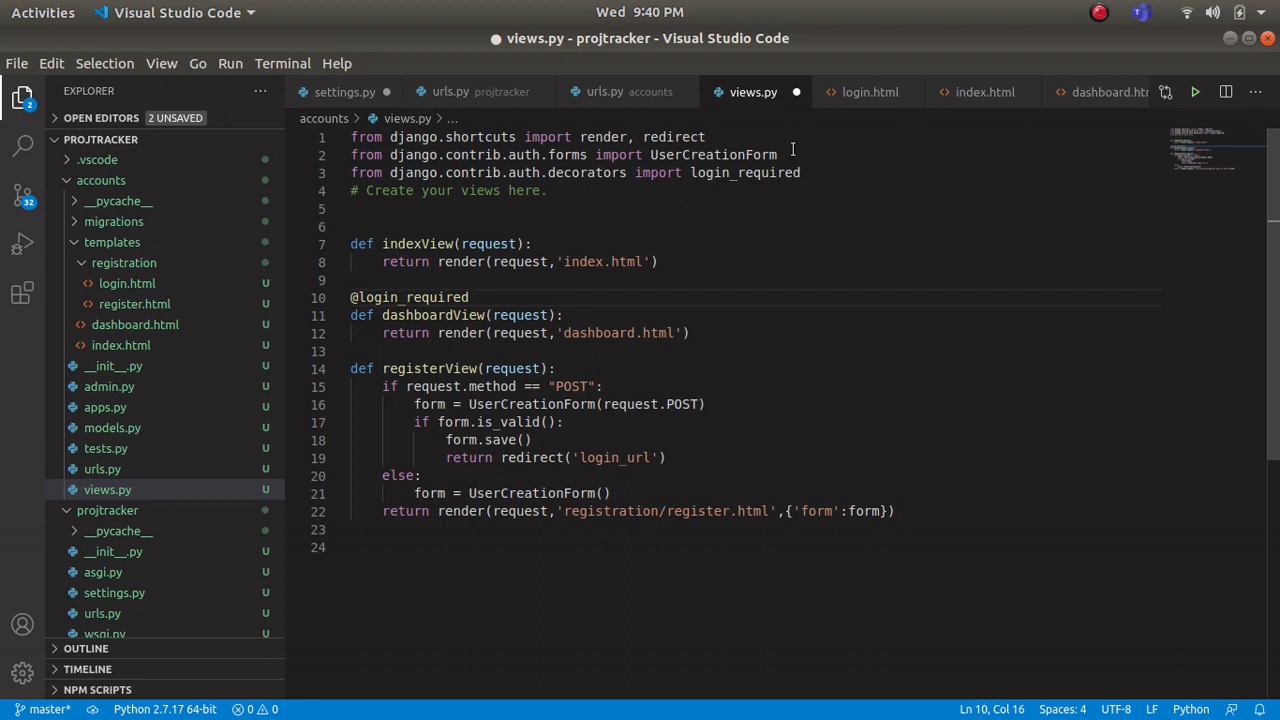 Activities Visual Studio Code Wed 9:40 PM
views.py - projtracker - Visual Studio Code
File Edit Selection View Go Run Terminal Help
EXPLORER
2
OPEN EDITORS 2 UNSAVED
PROJTRACKER
.vscode
accounts
__pycache__
32
migrations
templates
registration
login.html U
register.html U
dashboard.html U
index.html U
__init__.py U
admin.py U
apps.py U
models.py U
tests.py U
urls.py U
views.py U
projtracker
__pycache__
__init__.py U
asgi.py U
settings.py U
urls.py U
wsgi.py U
OUTLINE
TIMELINE
NPM SCRIPTS
settings.py urls.py projtracker urls.py accounts views.py login.html index.html dashboard.htm
accounts > views.py > ...
1 from django.shortcuts import render, redirect
2 from django.contrib.auth.forms import UserCreationForm
3 from django.contrib.auth.decorators import login_required
4 # Create your views here.
5
6
7 def indexView(request):
8 return render(request,'index.html')
9
10 @login_required
11 def dashboardView(request):
12 return render(request,'dashboard.html')
13
14 def registerView(request):
15 if request.method == "POST":
16 form = UserCreationForm(request.POST)
17 if form.is_valid():
18 form.save()
19 return redirect('login_url')
20 else:
21 form = UserCreationForm()
22 return render(request,'registration/register.html',{'form':form})
23
24
master* Python 2.7.17 64-bit 0 0 Ln 10, Col 16 Spaces: 4 UTF-8 LF Python